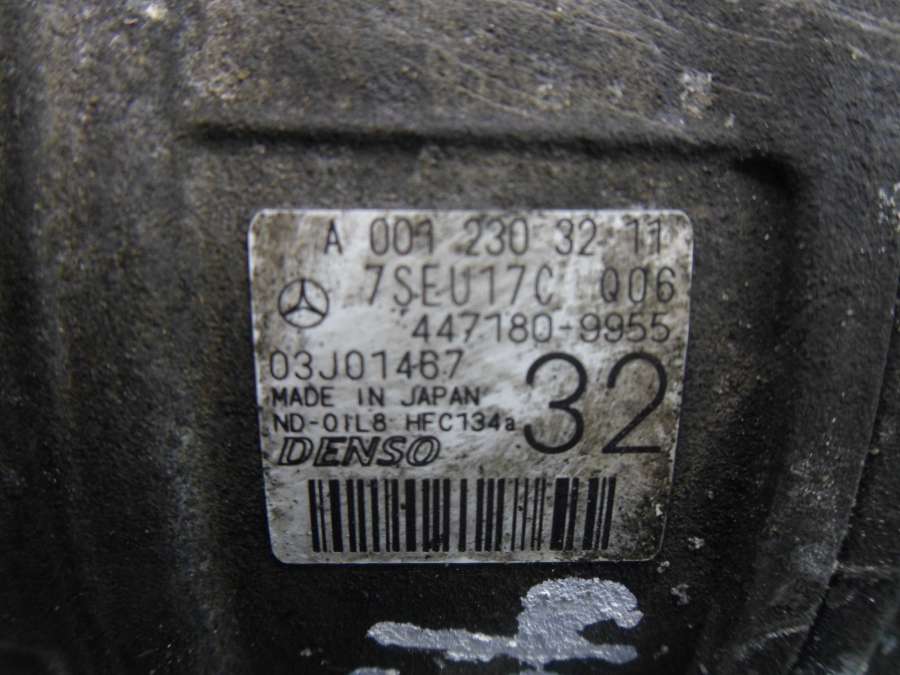 A 001 230 32 11
7SEU17C Q06
447180-9955
03J01467
32
MADE IN JAPAN
ND-OIL8 HFC134a
DENSO